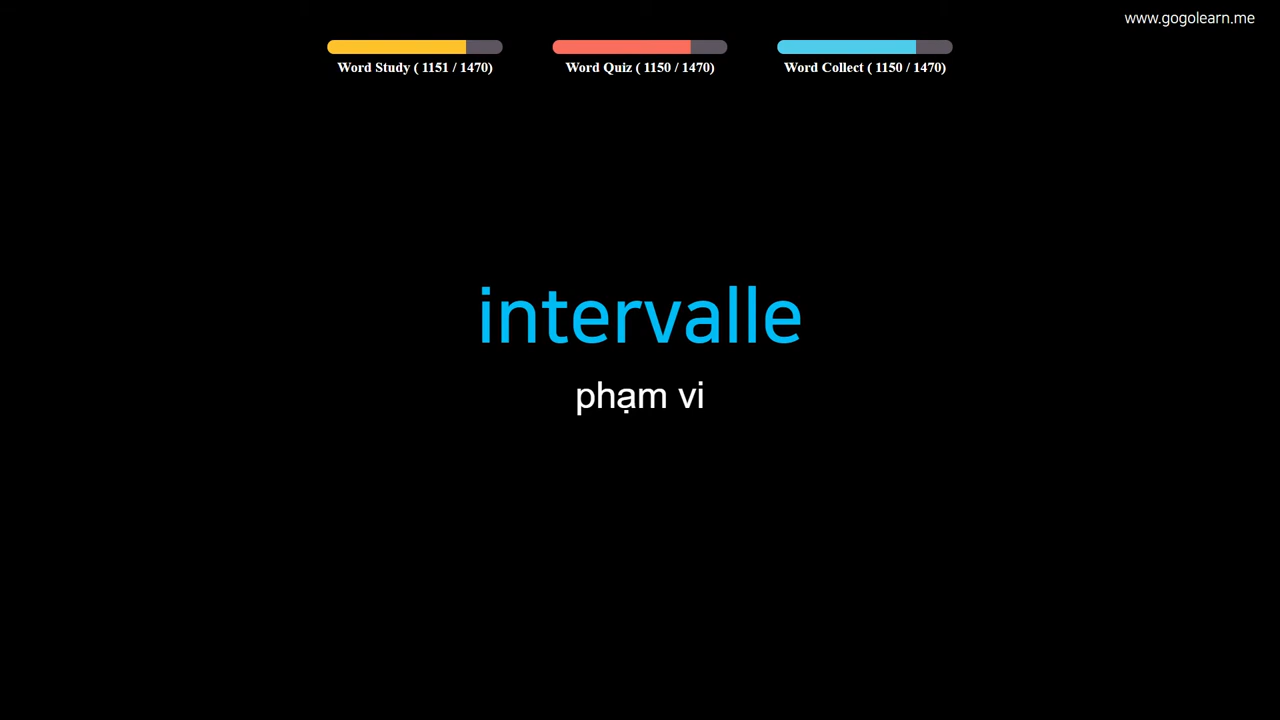 www.gogolearn.me
Word Study ( 1151 / 1470)
Word Quiz ( 1150 / 1470)
Word Collect ( 1150 / 1470)
intervalle
phạm vi